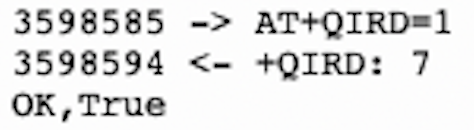 3598585 -> AT+QIRD=1
3598594 <- +QIRD: 7
OK,True